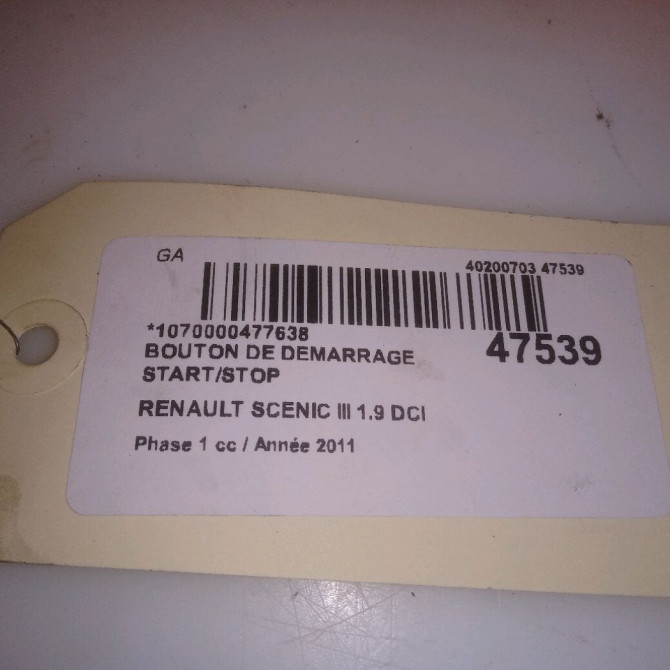 GA
40200703 47539
*1070000477638
47539
BOUTON DE DEMARRAGE
START/STOP
RENAULT SCENIC III 1.9 DCI
Phase 1 cc / Année 2011